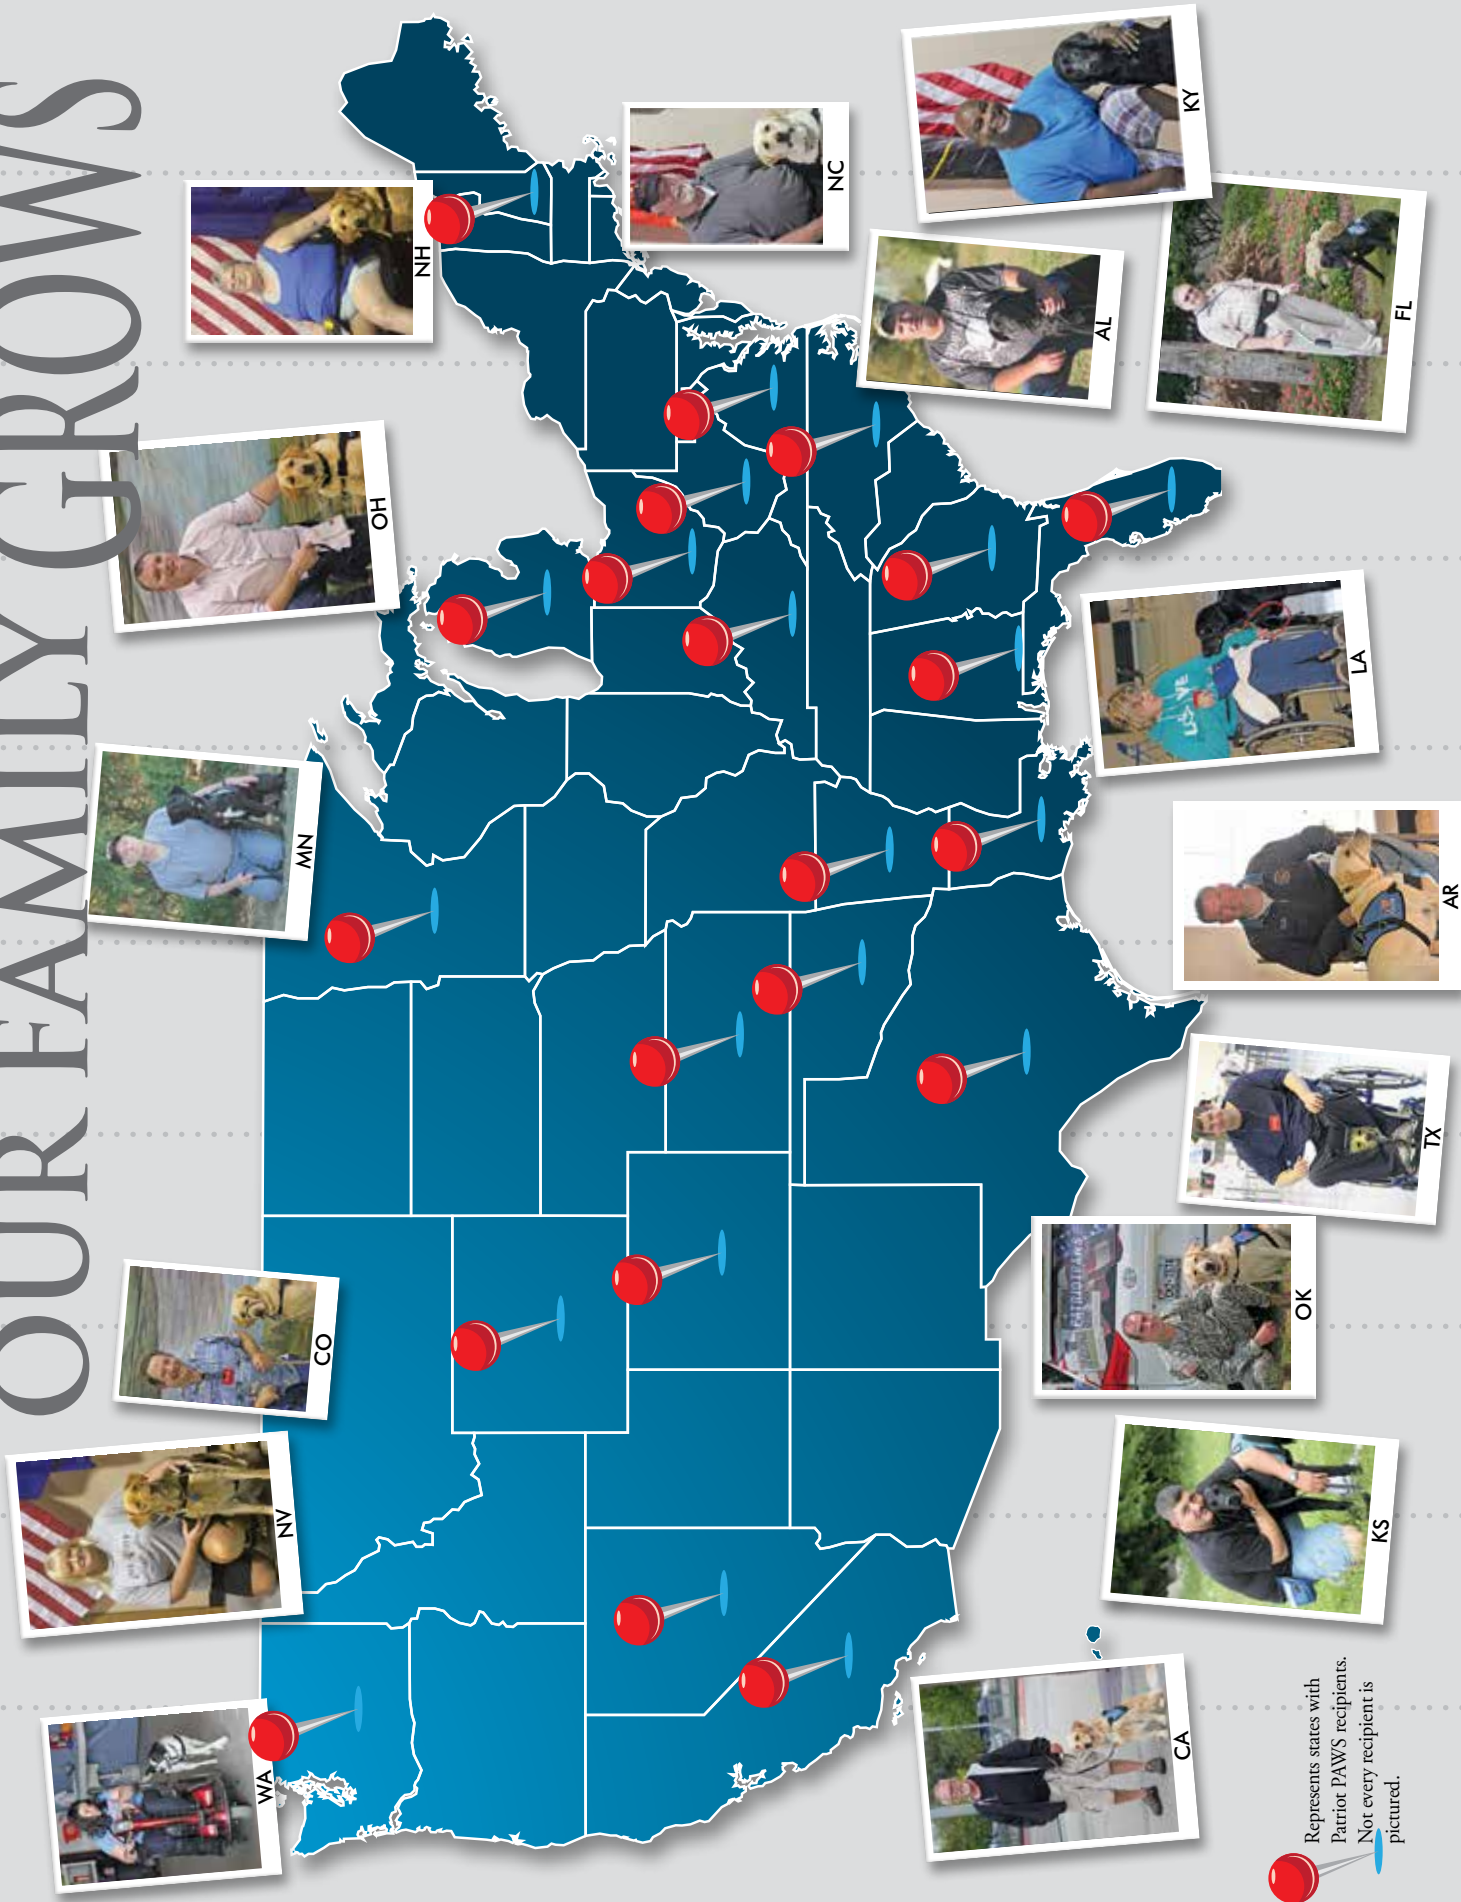 OUR FAMILY GROWS
WA
NV
CO
MN
OH
NH
NC
KY
AL
FL
LA
AR
TX
OK
KS
CA
Represents states with
Patriot PAWS recipients.
Not every recipient is
pictured.